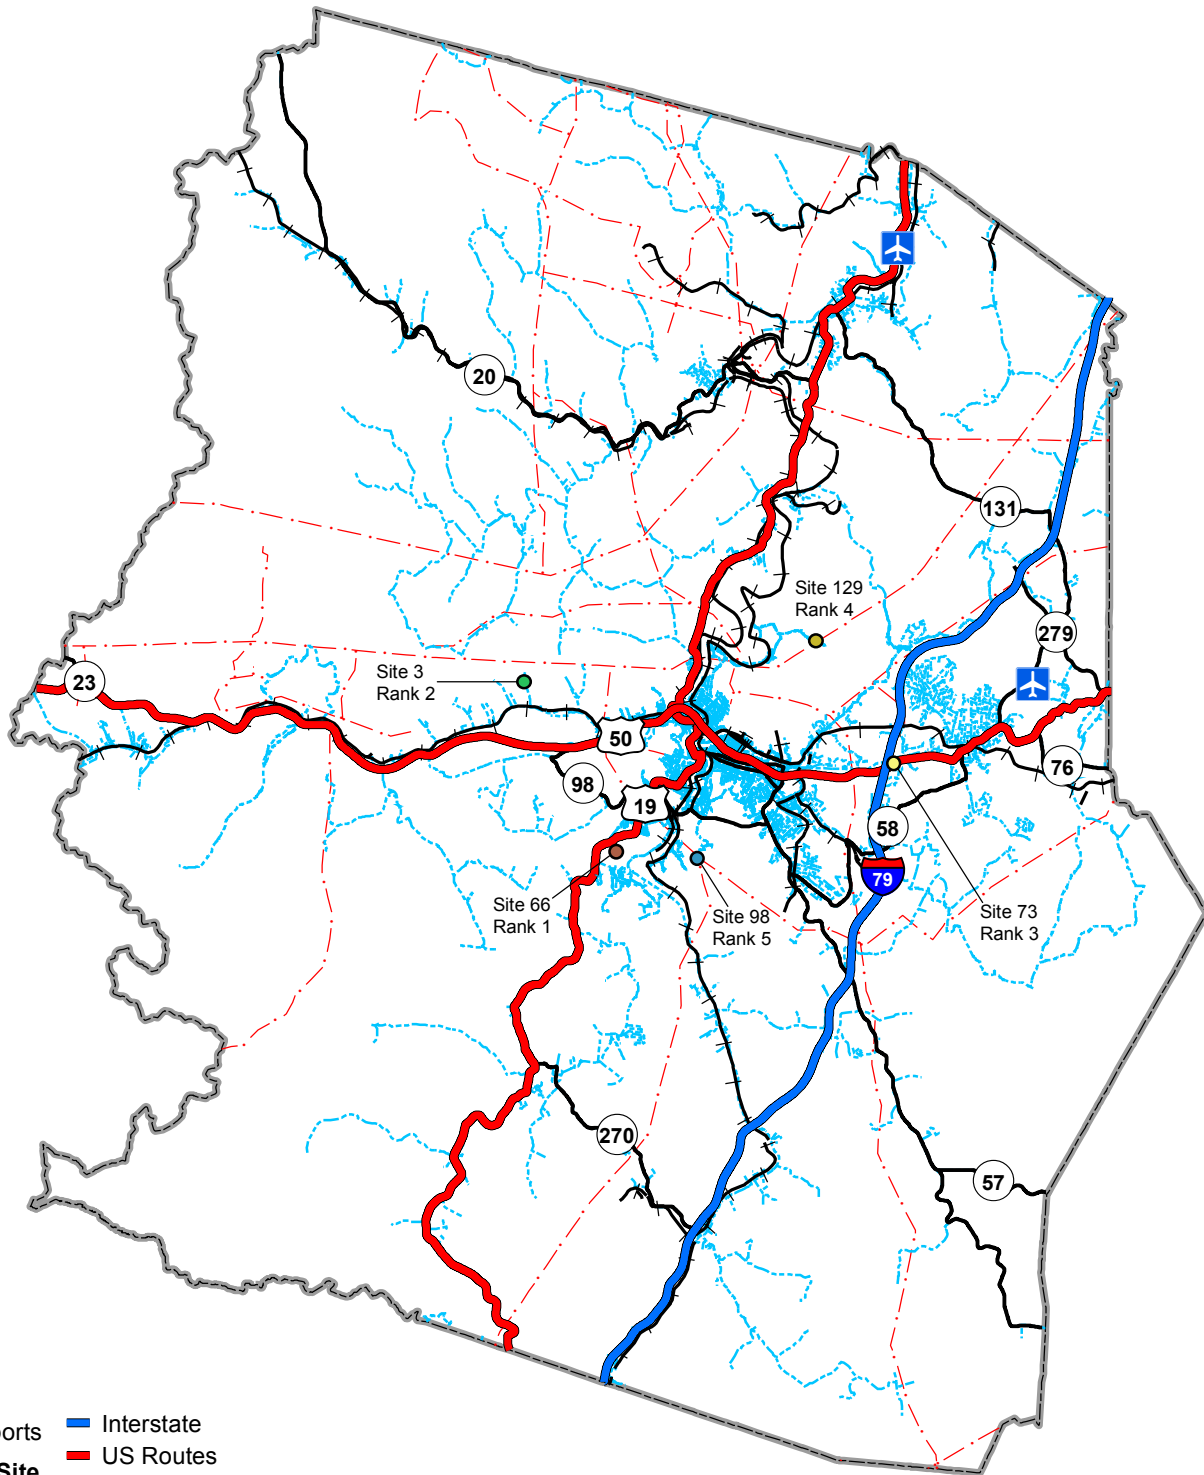 20
131
Site 129
Rank 4
279
23
Site 3
Rank 2
50
98
76
19
58
79
Site 66
Rank 1
Site 98
Rank 5
Site 73
Rank 3
270
57
Interstate
orts
US Routes
Site